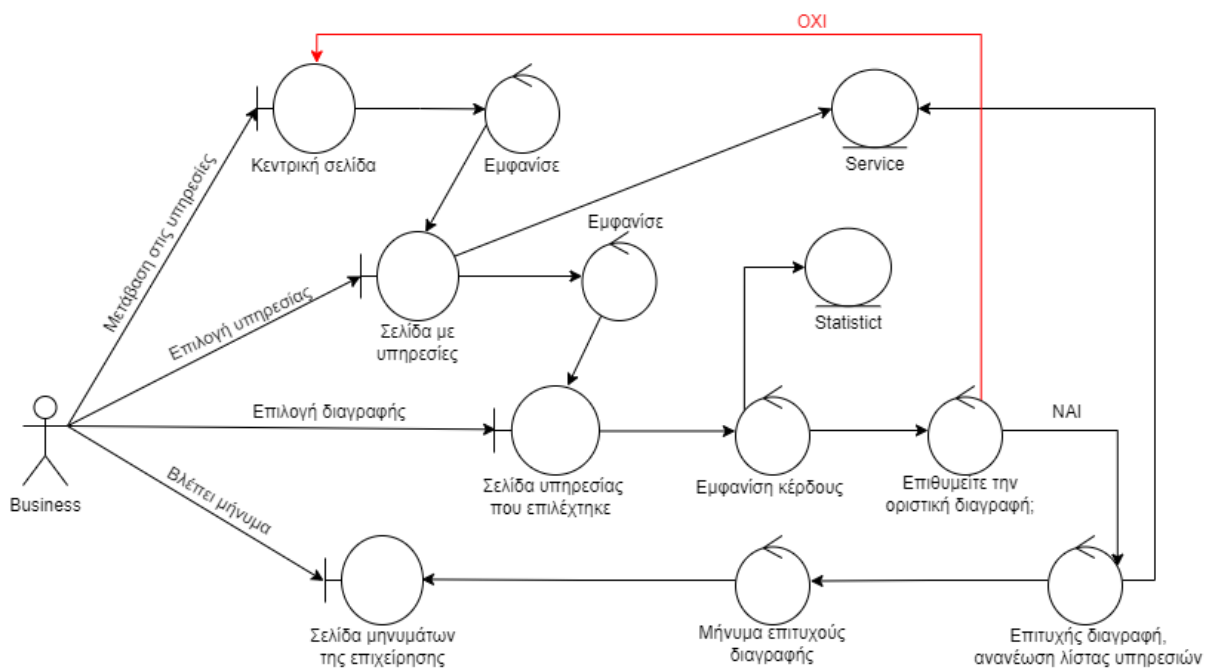 ΟΧΙ
Κεντρική σελίδα
Εμφανίσε
Service
Μετάβαση στις υπηρεσίες
Εμφανίσε
Επιλογή υπηρεσίας
Σελίδα με
υπηρεσίες
Statistict
Επιλογή διαγραφής
ΝΑΙ
Business
Σελίδα υπηρεσίας
που επιλέχτηκε
Εμφανίση κέρδους
Επιθυμείτε την
οριστική διαγραφή;
Βλέπει μήνυμα
Σελίδα μηνυμάτων
της επιχείρησης
Μήνυμα επιτυχούς
διαγραφής
Επιτυχής διαγραφή,
ανανέωση λίστας υπηρεσιών